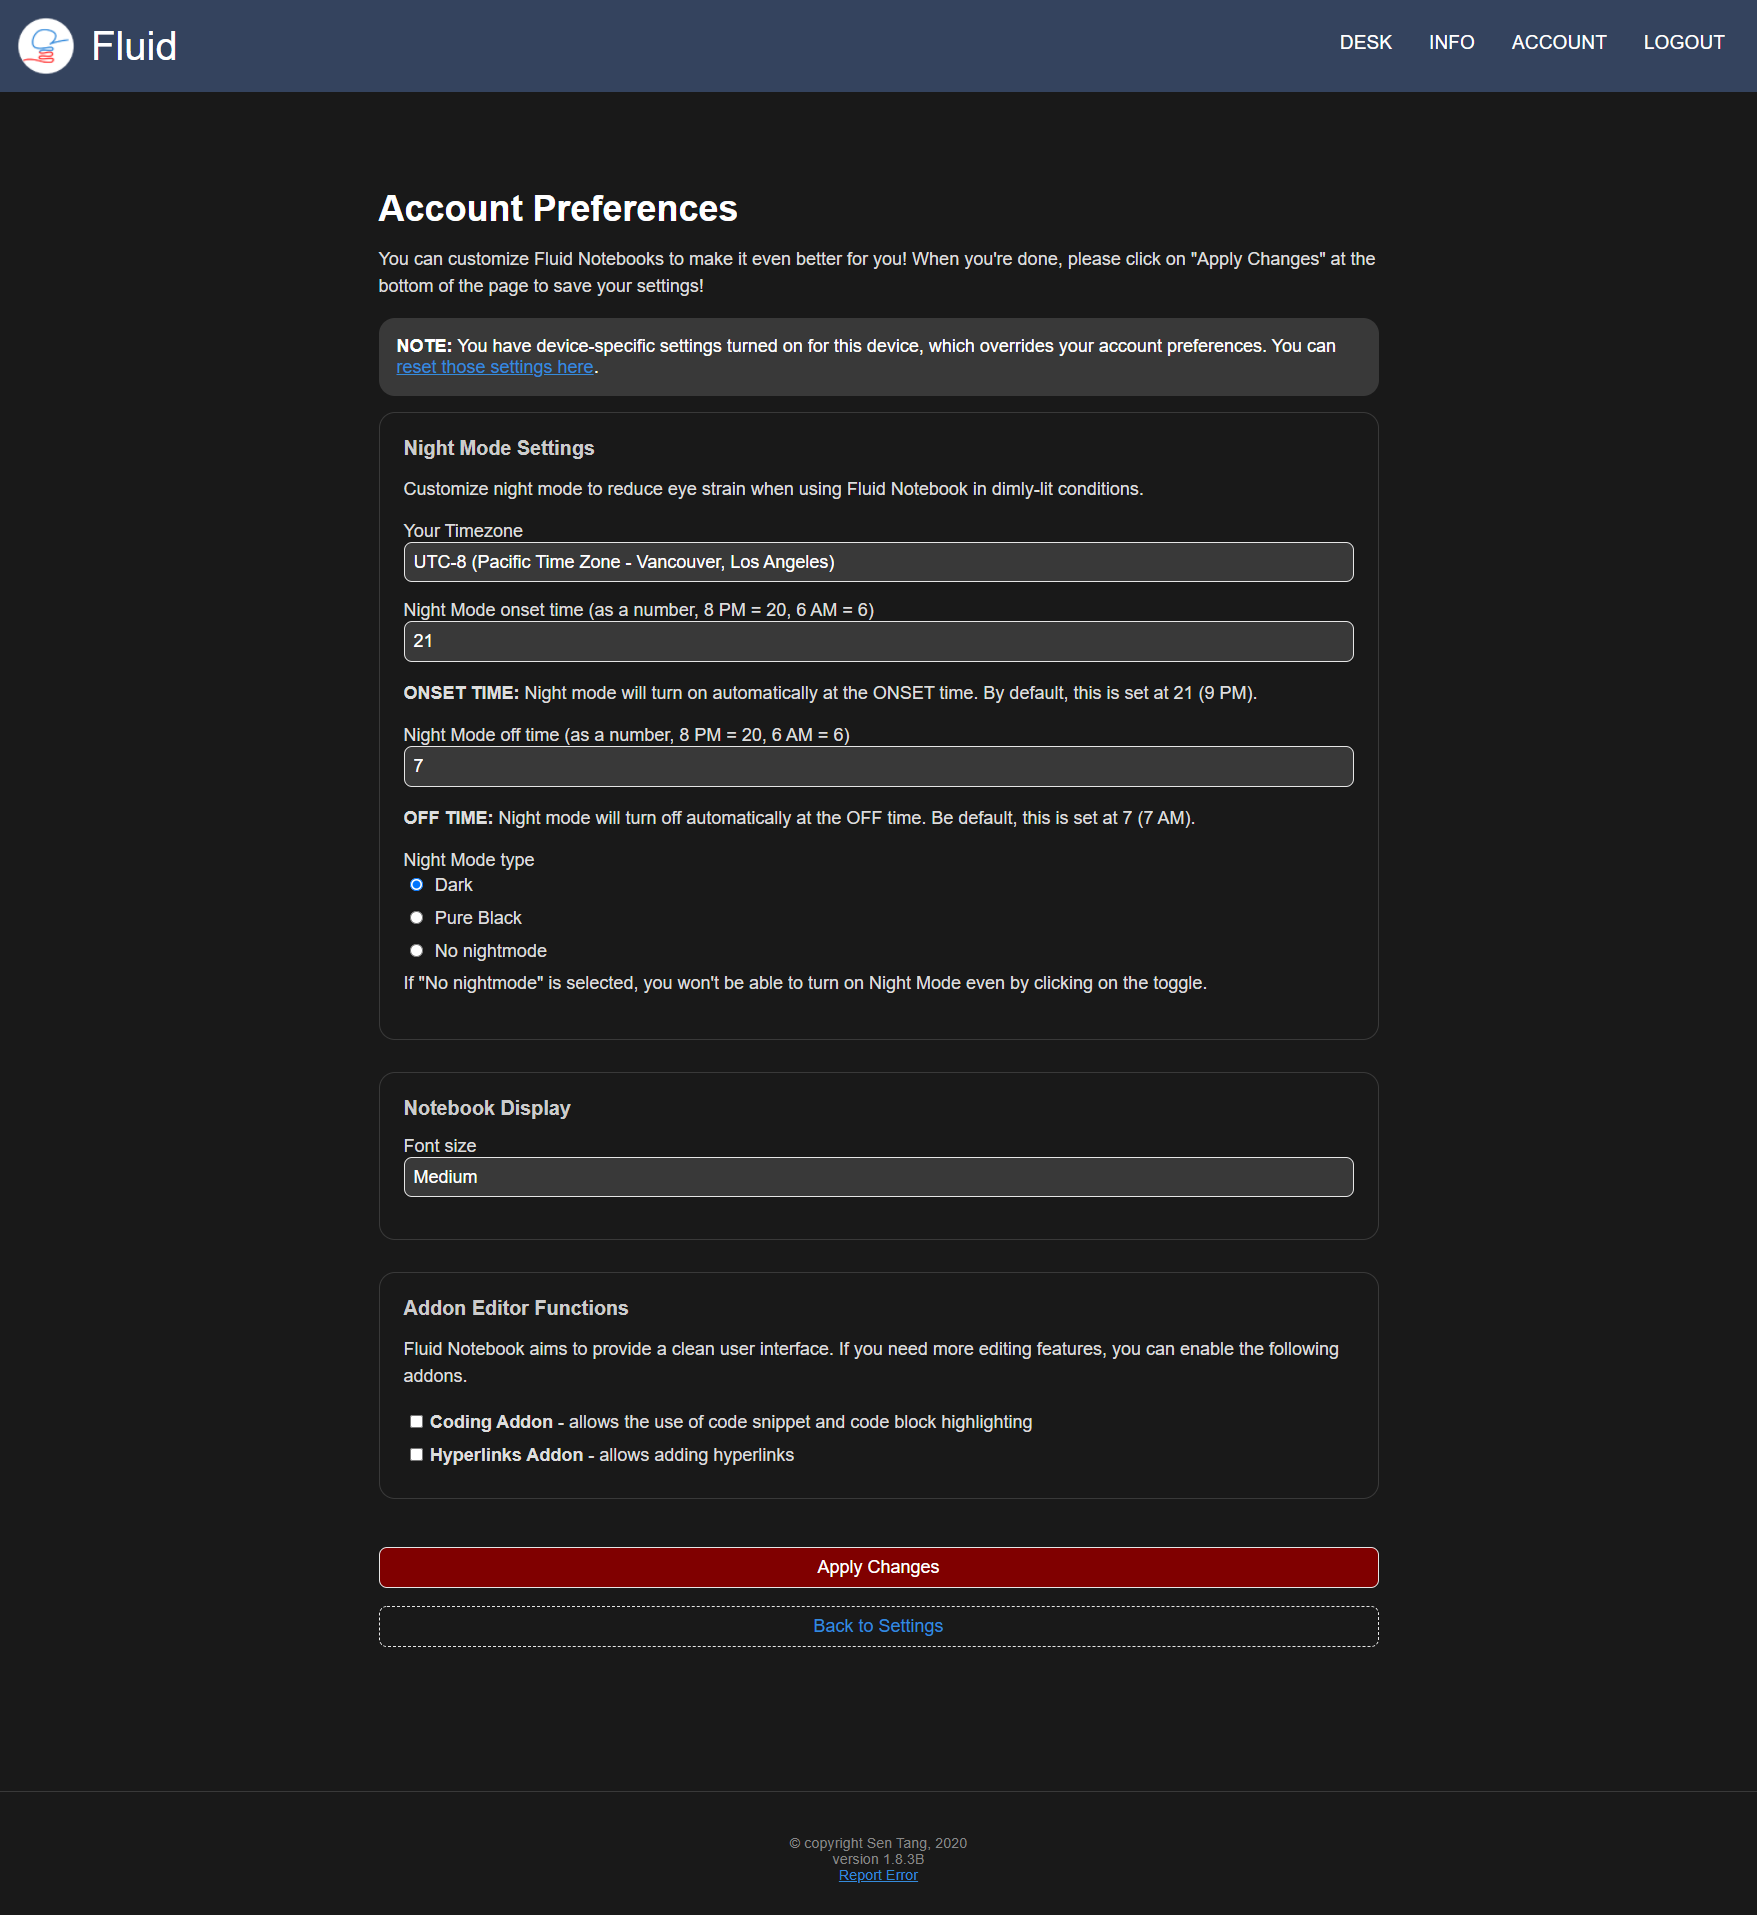 Fluid
DESK INFO ACCOUNT LOGOUT
Account Preferences
You can customize Fluid Notebooks to make it even better for you! When you're done, please click on "Apply Changes" at the
bottom of the page to save your settings!
NOTE: You have device-specific settings turned on for this device, which overrides your account preferences. You can
reset those settings here.
Night Mode Settings
Customize night mode to reduce eye strain when using Fluid Notebook in dimly-lit conditions.
Your Timezone
UTC-8 (Pacific Time Zone - Vancouver, Los Angeles)
Night Mode onset time (as a number, 8 PM = 20, 6 AM = 6)
21
ONSET TIME: Night mode will turn on automatically at the ONSET time. By default, this is set at 21 (9 PM).
Night Mode off time (as a number, 8 PM = 20, 6 AM = 6)
7
OFF TIME: Night mode will turn off automatically at the OFF time. Be default, this is set at 7 (7 AM).
Night Mode type
Dark
Pure Black
No nightmode
If "No nightmode" is selected, you won't be able to turn on Night Mode even by clicking on the toggle.
Notebook Display
Font size
Medium
Addon Editor Functions
Fluid Notebook aims to provide a clean user interface. If you need more editing features, you can enable the following
addons.
Coding Addon - allows the use of code snippet and code block highlighting
Hyperlinks Addon - allows adding hyperlinks
Apply Changes
Back to Settings
© copyright Sen Tang, 2020
version 1.8.3B
Report Error